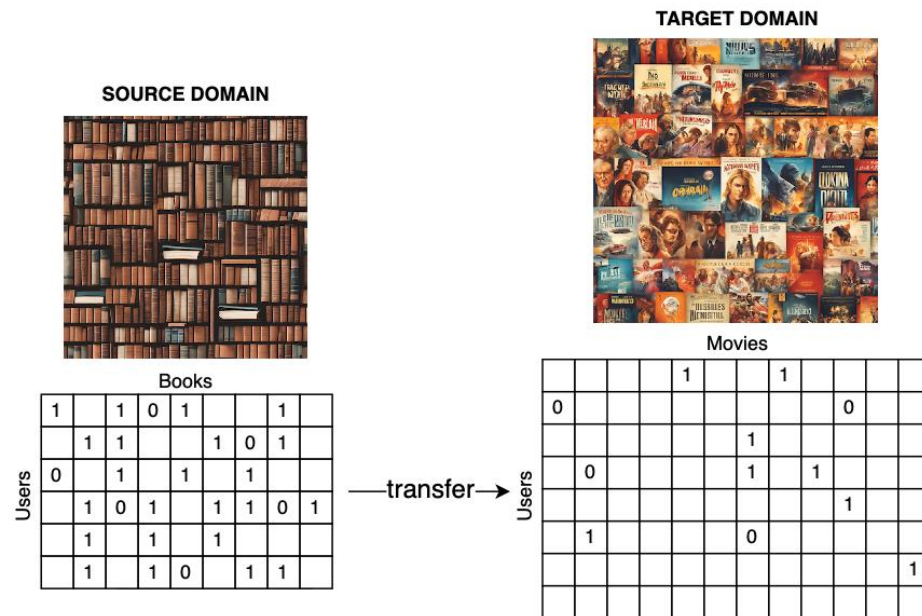 SOURCE DOMAIN
Books
Users
1 1 0 1 1
1 1 1 0 1
0 1 1 1
1 0 1 1 1 0 1
1 1 1
1 1 0 1 1
transfer
TARGET DOMAIN
Movies
Users
1 1
0 0
1
0 1 1
1
1 0
1